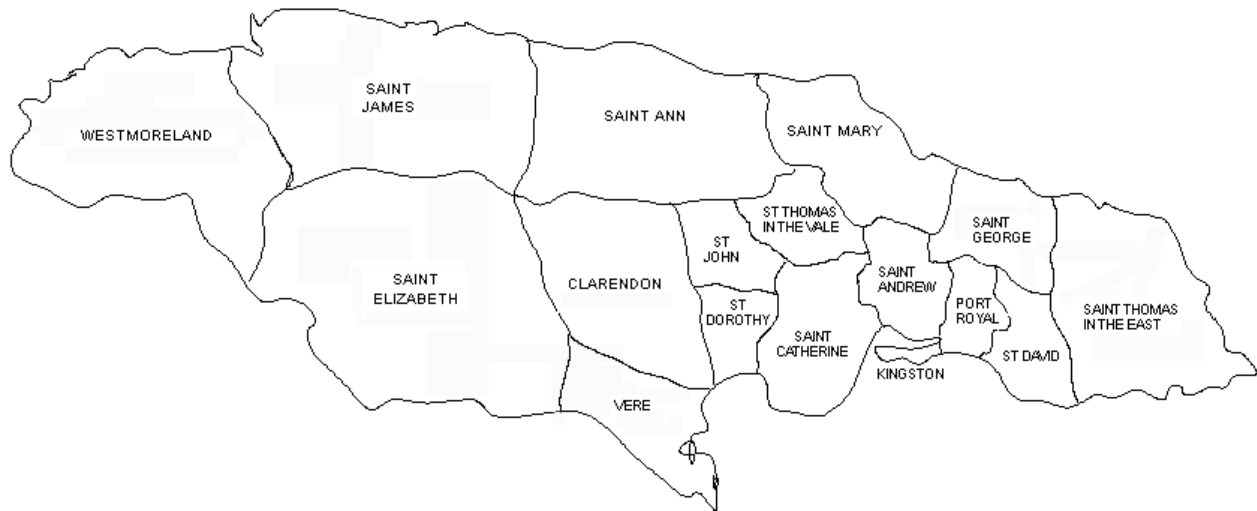 SAINT
JAMES
WESTMORELAND
SAINT ANN
SAINT MARY
ST THOMAS
IN THE VALE
SAINT
GEORGE
ST
JOHN
SAINT
ELIZABETH
CLARENDON
SAINT
ANDREW
ST
DOROTHY
PORT
ROYAL
SAINT THOMAS
IN THE EAST
SAINT
CATHERINE
ST DAVID
KINGSTON
VERE